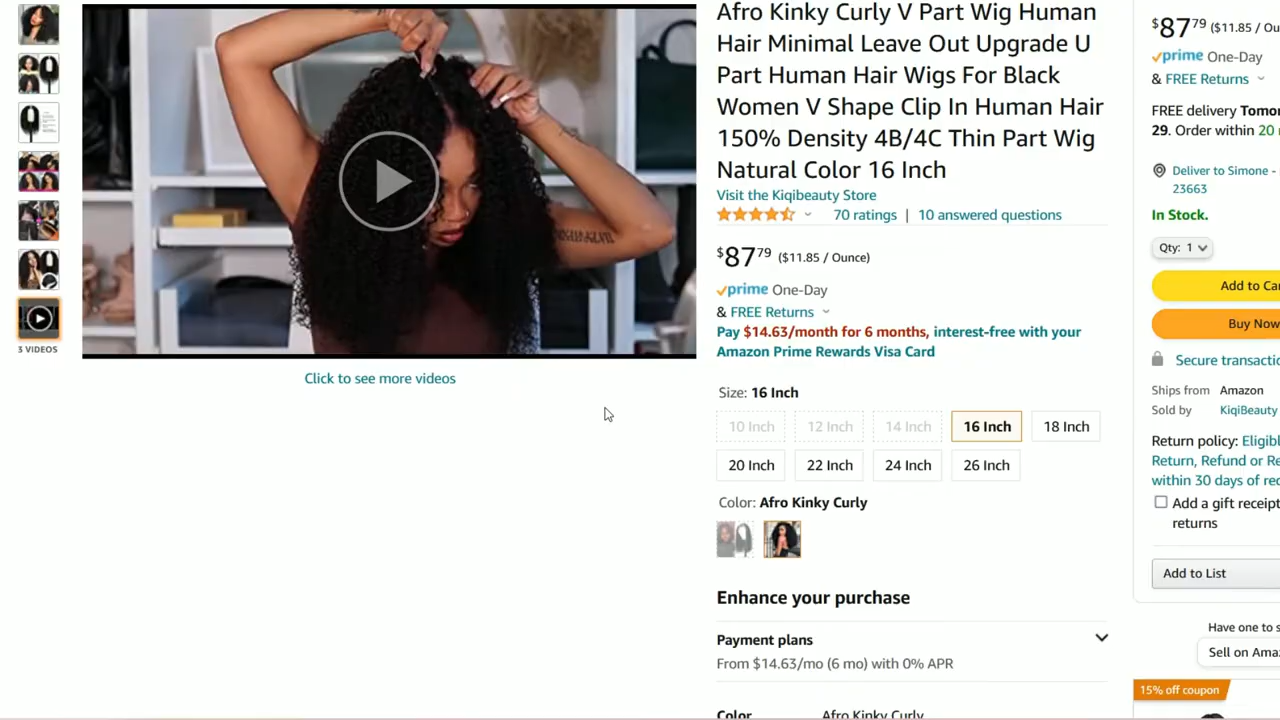 3 VIDEOS
Click to see more videos
Afro Kinky Curly V Part Wig Human
Hair Minimal Leave Out Upgrade U
Part Human Hair Wigs For Black
Women V Shape Clip In Human Hair
150% Density 4B/4C Thin Part Wig
Natural Color 16 Inch
Visit the Kiqibeauty Store
70 ratings | 10 answered questions
$87.79 ($11.85 / Ounce)
prime One-Day
& FREE Returns
Pay $14.63/month for 6 months, interest-free with your
Amazon Prime Rewards Visa Card
Size: 16 Inch
10 Inch 12 Inch 14 Inch 16 Inch 18 Inch
20 Inch 22 Inch 24 Inch 26 Inch
Color: Afro Kinky Curly
Enhance your purchase
Payment plans
From $14.63/mo (6 mo) with 0% APR
Color Afro Kinky Curly
$87.79 ($11.85 / Ou
prime One-Day
& FREE Returns
FREE delivery Tomo
29. Order within 20
Deliver to Simone -
23663
In Stock.
Qty: 1
Add to Car
Buy Now
Secure transactio
Ships from Amazon
Sold by KiqiBeauty
Return policy: Eligibl
Return, Refund or Re
within 30 days of rec
Add a gift receipt
returns
Add to List
Have one to s
Sell on Ama
15% off coupon